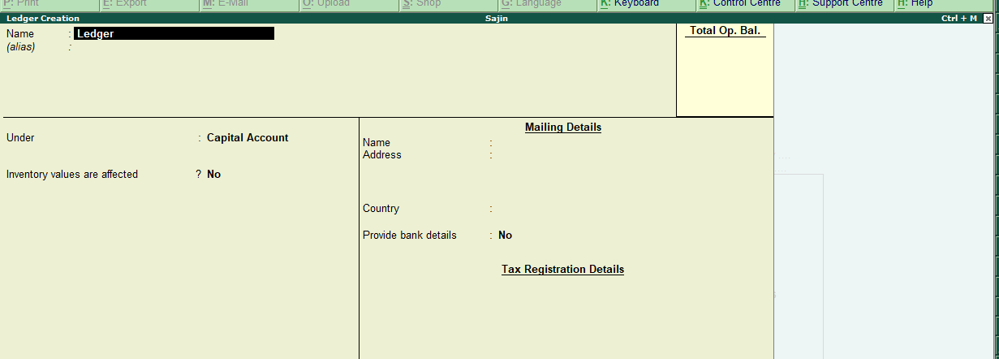 P: Print E: Export M: E-Mail O: Upload S: Shop G: Language K: Keyboard K: Control Centre H: Support Centre H: Help
Ledger Creation Sajin Ctrl + M
Name : Ledger Total Op. Bal.
(alias) :
Mailing Details
Under : Capital Account
Name :
Address :
Inventory values are affected ? No
Country :
Provide bank details : No
Tax Registration Details